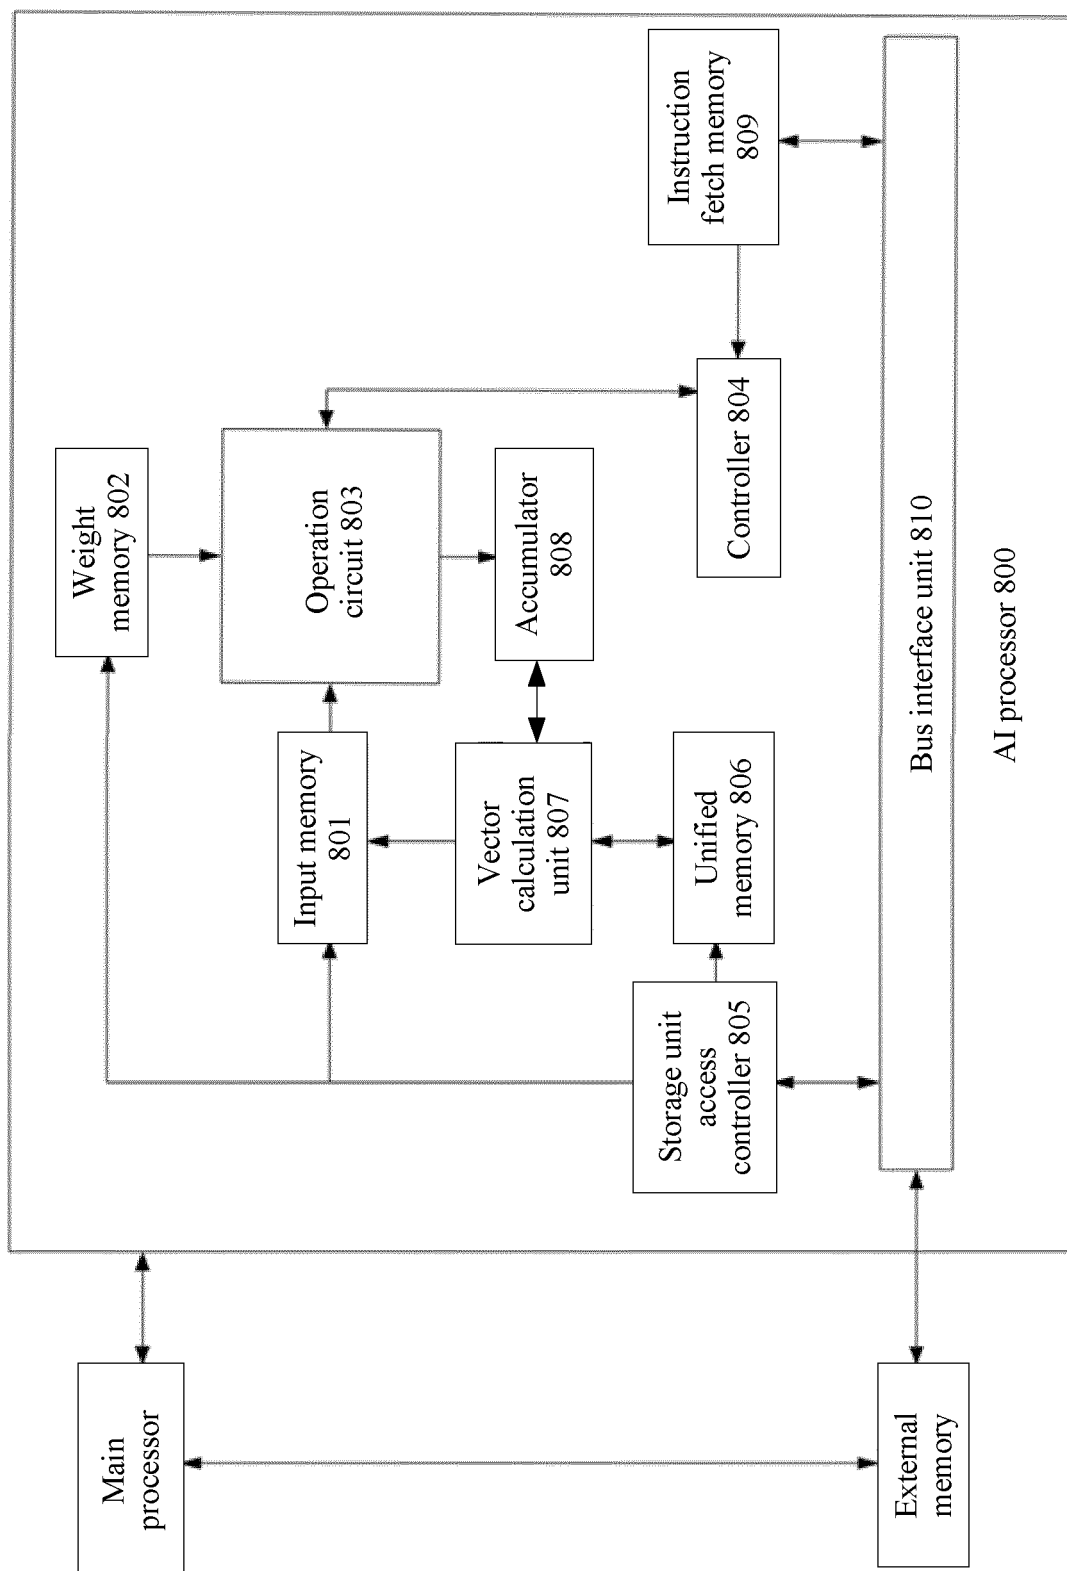 Main
processor
External
memory
Weight
memory 802
Input memory
801
Operation
circuit 803
Vector
calculation
unit 807
Accumulator
808
Storage unit
access
controller 805
Unified
memory 806
Controller 804
Instruction
fetch memory
809
Bus interface unit 810
AI processor 800